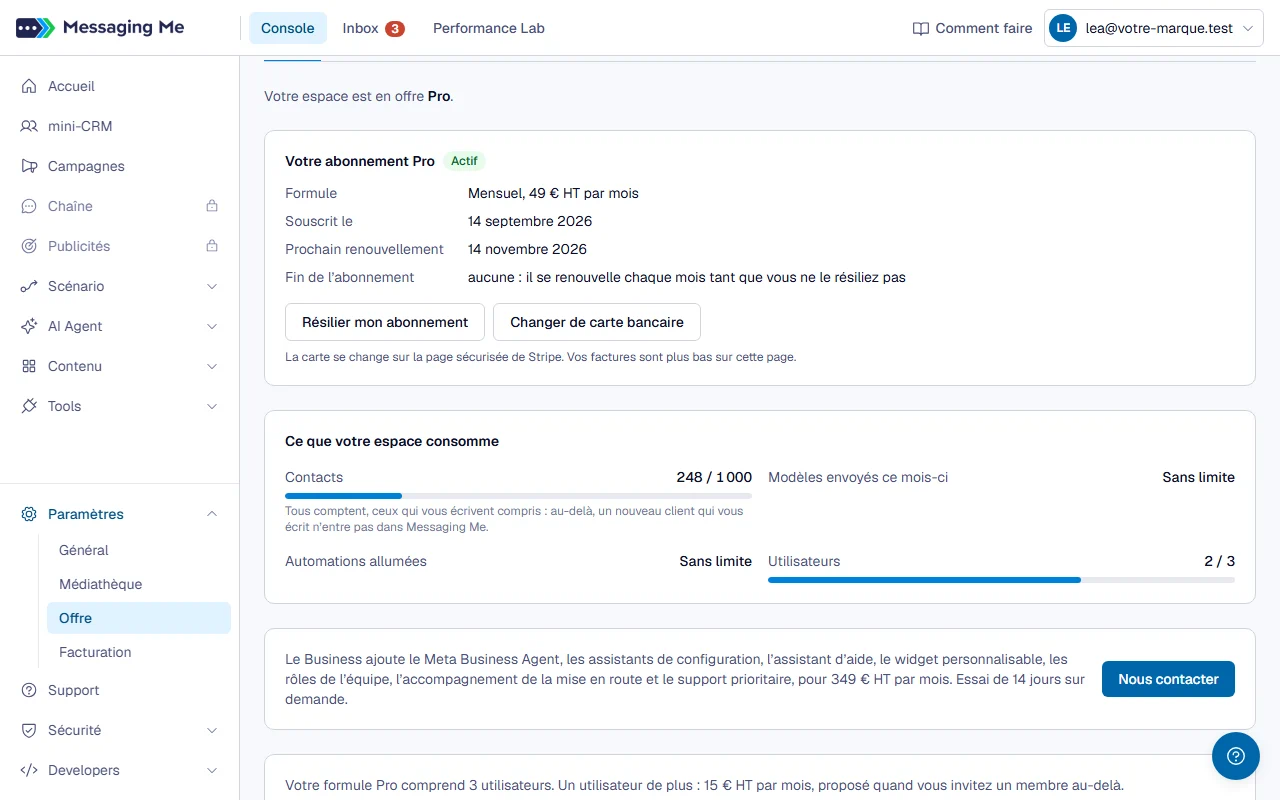 Messaging Me
Console
Inbox 3
Performance Lab
Comment faire
LE lea@votre-marque.test
Accueil
mini-CRM
Campagnes
Chaîne
Publicités
Scénario
AI Agent
Contenu
Tools
Paramètres
Général
Médiathèque
Offre
Facturation
Support
Sécurité
Developers
Votre espace est en offre Pro.
Votre abonnement Pro Actif
Formule Mensuel, 49 € HT par mois
Souscrit le 14 septembre 2026
Prochain renouvellement 14 novembre 2026
Fin de l'abonnement aucune : il se renouvelle chaque mois tant que vous ne le résiliez pas
Résilier mon abonnement Changer de carte bancaire
La carte se change sur la page sécurisée de Stripe. Vos factures sont plus bas sur cette page.
Ce que votre espace consomme
Contacts 248 / 1 000
Tous comptent, ceux qui vous écrivent compris : au-delà, un nouveau client qui vous
écrit n'entre pas dans Messaging Me.
Modèles envoyés ce mois-ci Sans limite
Automations allumées Sans limite
Utilisateurs 2 / 3
Le Business ajoute le Meta Business Agent, les assistants de configuration, l'assistant d'aide, le widget personnalisable, les
rôles de l'équipe, l'accompagnement de la mise en route et le support prioritaire, pour 349 € HT par mois. Essai de 14 jours sur
demande.
Nous contacter
Votre formule Pro comprend 3 utilisateurs. Un utilisateur de plus : 15 € HT par mois, proposé quand vous invitez un membre au-delà.